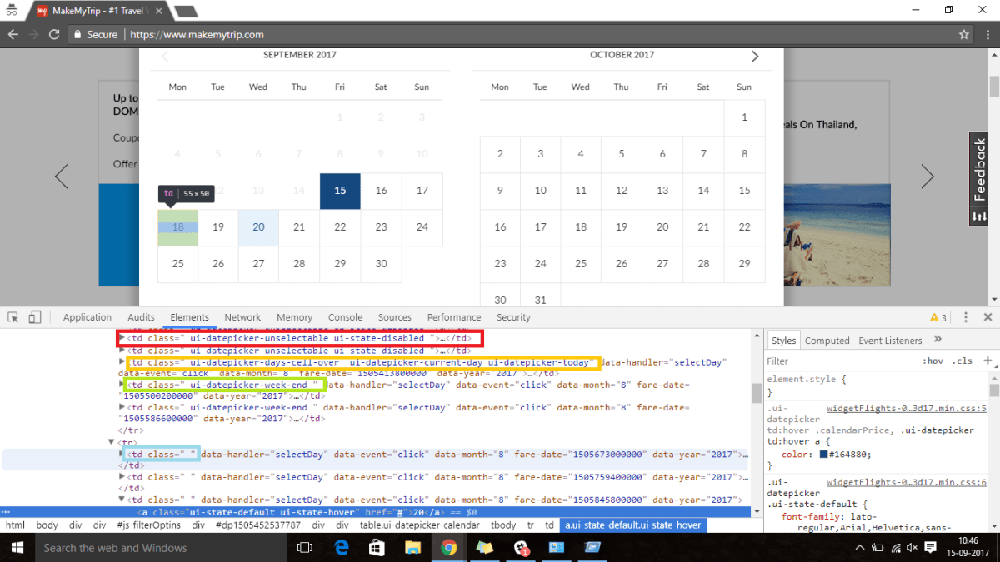 MakeMyTrip - #1 Travel
Secure | https://www.makemytrip.com
SEPTEMBER 2017
OCTOBER 2017
Mon Tue Wed Thu Fri Sat Sun
1 2 3
4 5 6 7 8 9 10
2 13 14 15 16 17
18 19 20 21 22 23 24
25 26 27 28 29 30
Mon Tue Wed Thu Fri Sat Sun
1
2 3 4 5 6 7 8
9 10 11 12 13 14 15
16 17 18 19 20 21 22
23 24 25 26 27 28 29
30 31
td | 55 × 50
Up to
DOM
Coupo
Offer
als On Thailand,
Feedback
Application Audits Elements Network Memory Console Sources Performance Security
3
<td class=" ui-datepicker-unselectable ui-state-disabled ">…</td>
<td class=" ui-datepicker-unselectable ui-state-disabled ">…</td>
<td class=" ui-datepicker-days-cell-over  ui-datepicker-current-day ui-datepicker-today" data-handler="selectDay"
data-event="click" data-month="8" fare-date="1505413800000" data-year="2017">…</td>
<td class=" ui-datepicker-week-end " data-handler="selectDay" data-event="click" data-month="8" fare-date=
"1505500200000" data-year="2017">…</td>
<td class=" ui-datepicker-week-end " data-handler="selectDay" data-event="click" data-month="8" fare-date=
"1505586600000" data-year="2017">…</td>
</tr>
<tr>
<td class=" " data-handler="selectDay" data-event="click" data-month="8" fare-date="1505673000000" data-year="2017">…
</td>
<td class=" " data-handler="selectDay" data-event="click" data-month="8" fare-date="1505759400000" data-year="2017">…
</td>
<td class=" " data-handler="selectDay" data-event="click" data-month="8" fare-date="1505845800000" data-year="2017">
<a class="ui-state-default ui-state-hover" href="#">20</a> == $0
html body div div #js-filterOptins div #dp1505452537787 div div table.ui-datepicker-calendar tbody tr td a.ui-state-default.ui-state-hover
Styles Computed Event Listeners »
Filter :hov .cls +
element.style {
}
.ui- widgetFlights-0…3d17.min.css:5
datepicker
td:hover .calendarPrice, .ui-datepicker
td:hover a {
color: #164880;
}
.ui- widgetFlights-0…3d17.min.css:6
datepicker
.ui-state-default {
font-family: lato-
regular,Arial,Helvetica,sans-
Search the web and Windows
1
10:46
15-09-2017